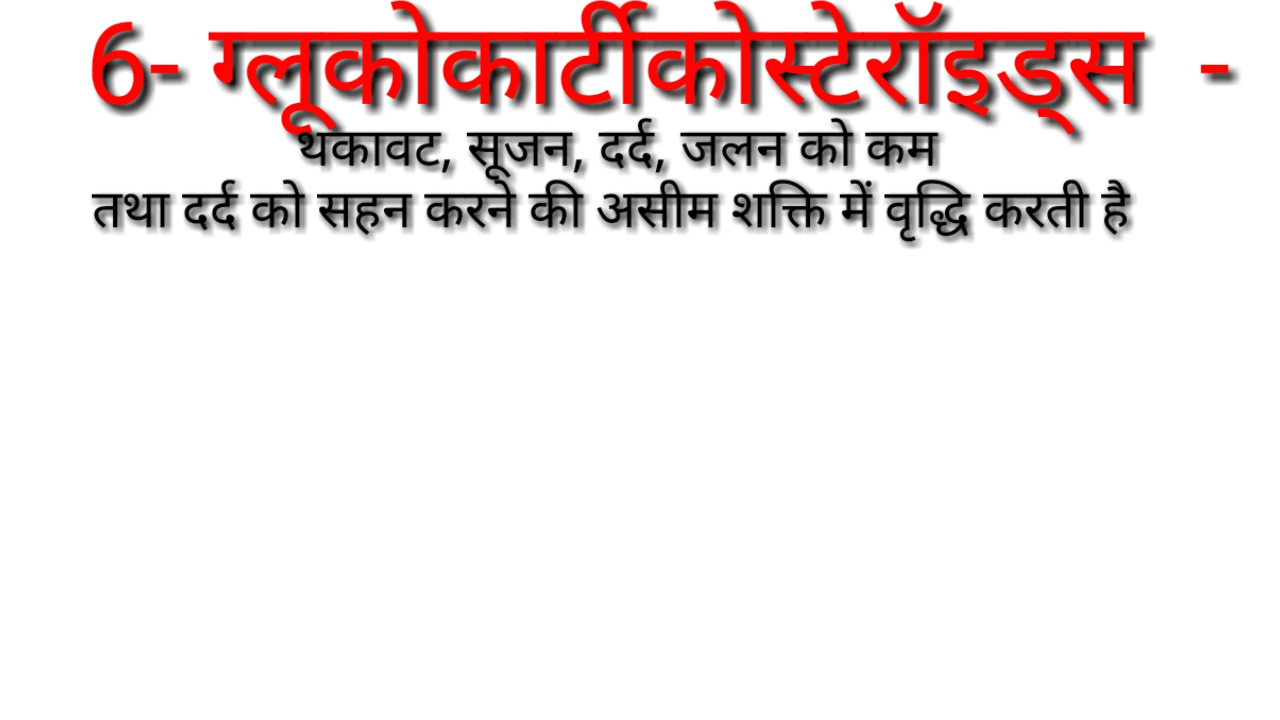 6- ग्लूकोकार्टीकोस्टेरॉइड्स -
थकावट, सूजन, दर्द, जलन को कम
तथा दर्द को सहन करने की असीम शक्ति में वृद्धि करती है